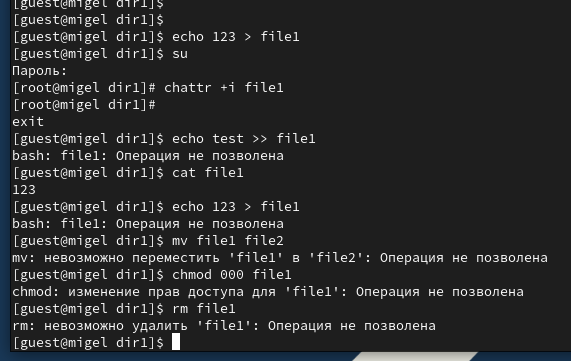 [guest@migel dir1]$
[guest@migel dir1]$
[guest@migel dir1]$ echo 123 > file1
[guest@migel dir1]$ su
Пароль:
[root@migel dir1]# chattr +i file1
[root@migel dir1]#
exit
[guest@migel dir1]$ echo test >> file1
bash: file1: Операция не позволена
[guest@migel dir1]$ cat file1
123
[guest@migel dir1]$ echo 123 > file1
bash: file1: Операция не позволена
[guest@migel dir1]$ mv file1 file2
mv: невозможно переместить 'file1' в 'file2': Операция не позволена
[guest@migel dir1]$ chmod 000 file1
chmod: изменение прав доступа для 'file1': Операция не позволена
[guest@migel dir1]$ rm file1
rm: невозможно удалить 'file1': Операция не позволена
[guest@migel dir1]$